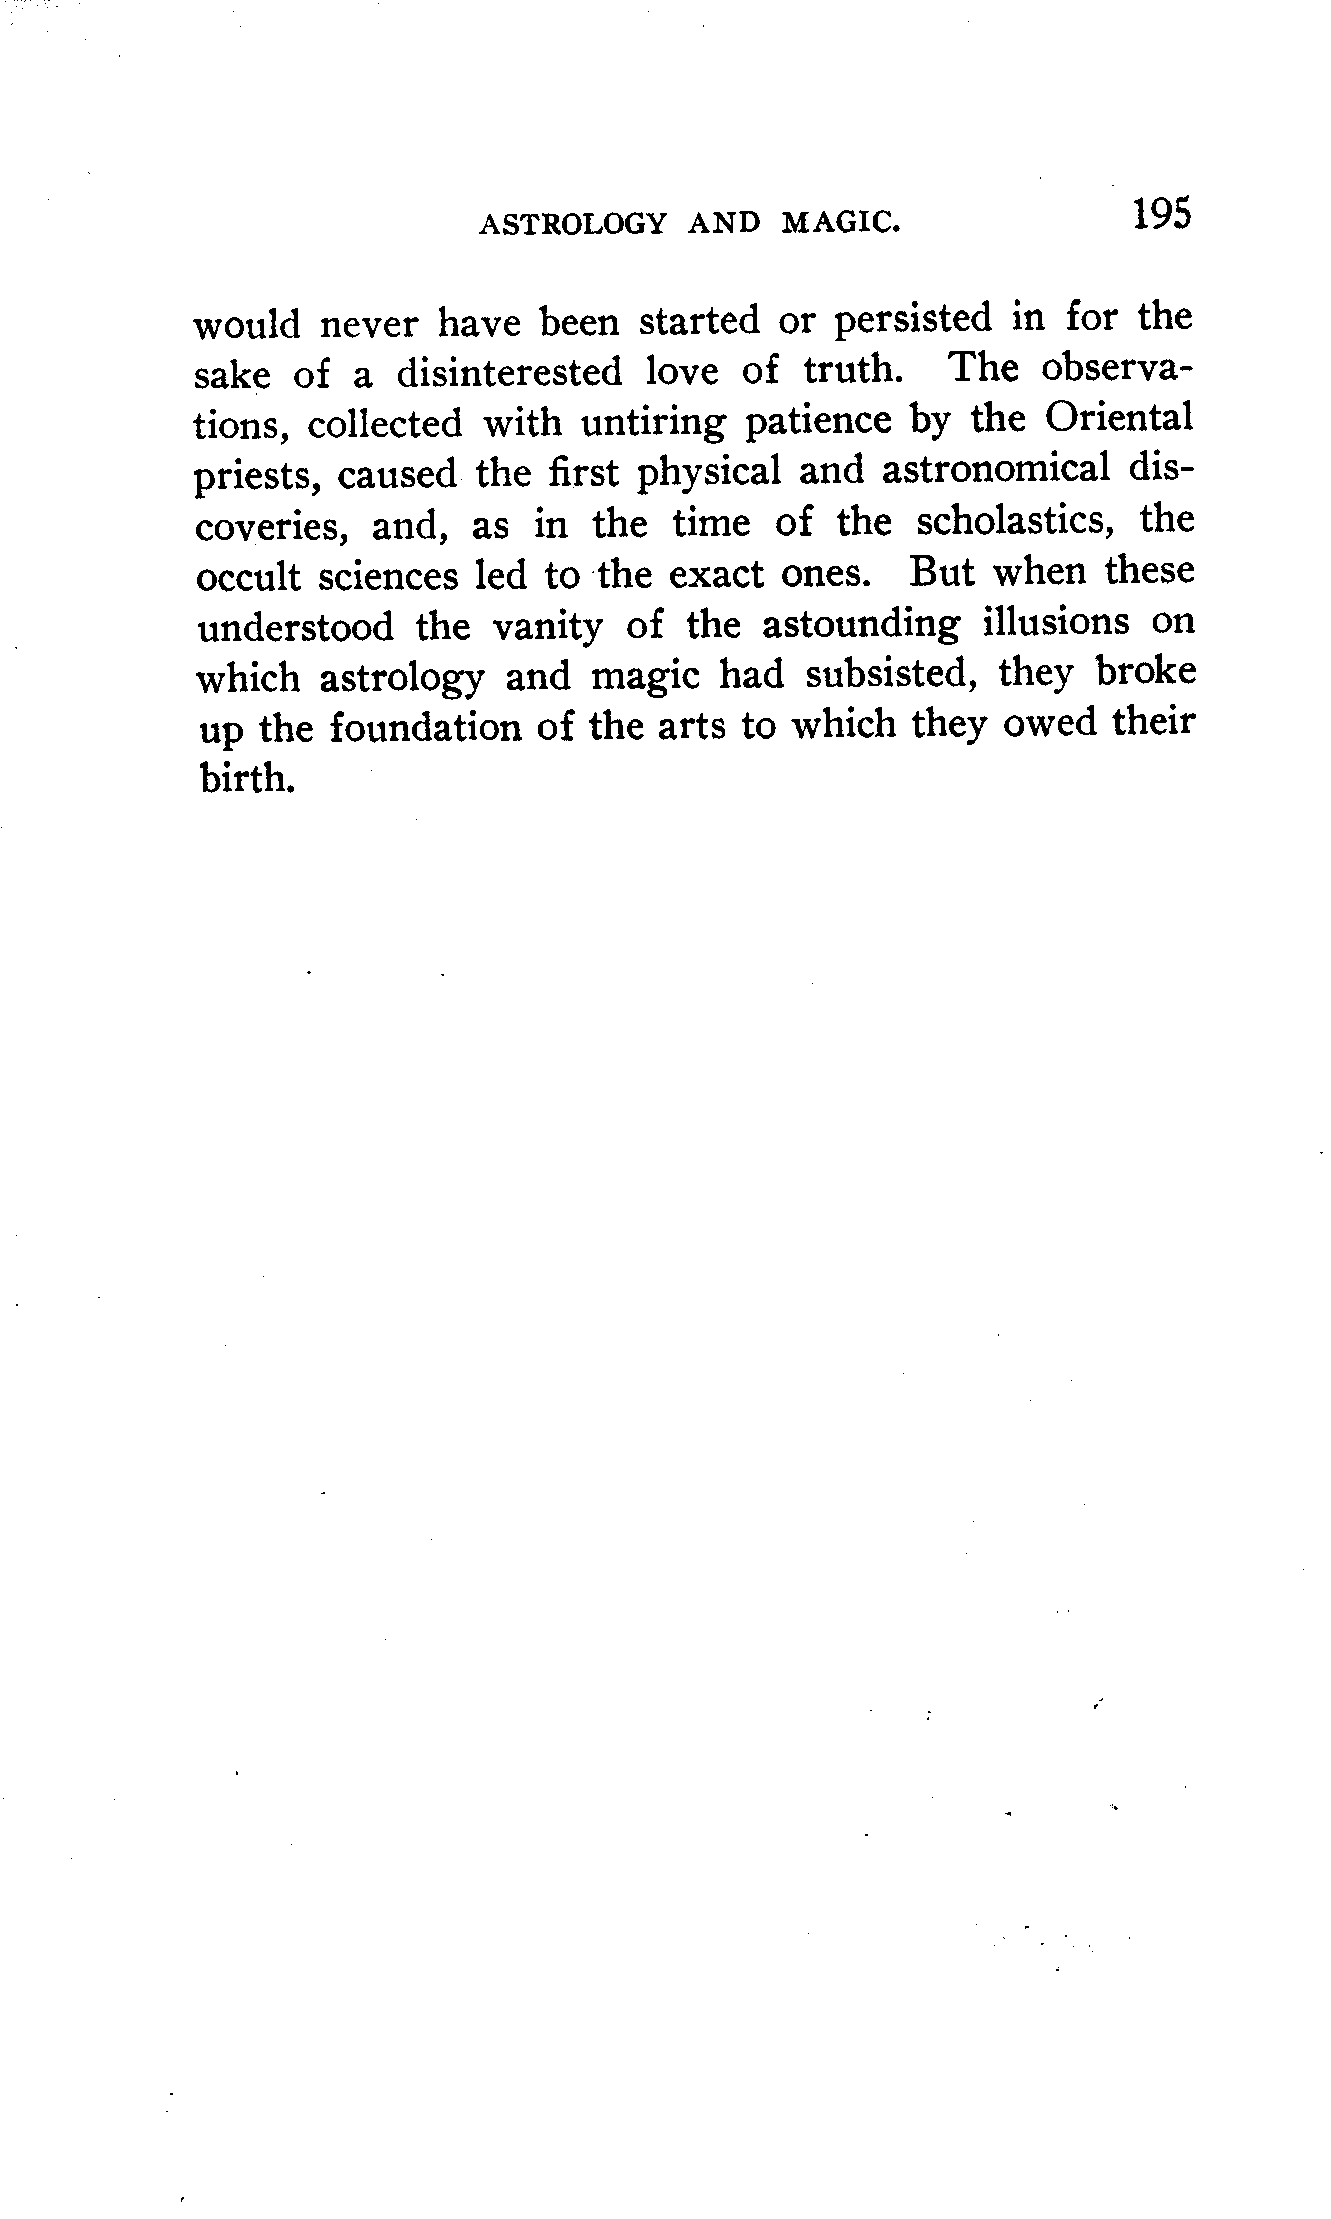 ASTROLOGY AND MAGIC. 195
would never have been started or persisted in for the
sake of a disinterested love of truth. The observa-
tions, collected with untiring patience by the Oriental
priests, caused the first physical and astronomical dis-
coveries, and, as in the time of the scholastics, the
occult sciences led to the exact ones. But when these
understood the vanity of the astounding illusions on
which astrology and magic had subsisted, they broke
up the foundation of the arts to which they owed their
birth.